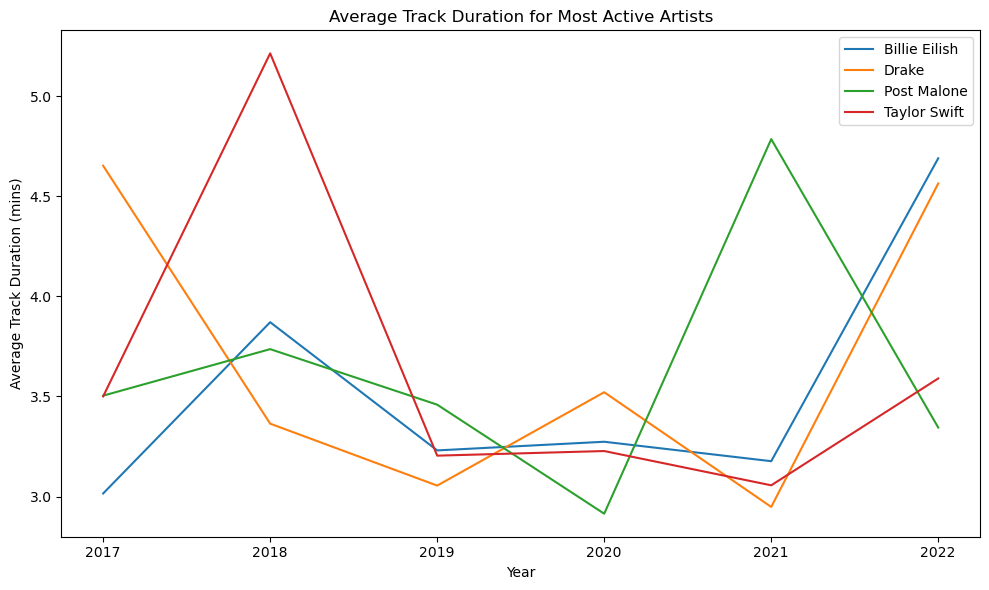 Average Track Duration for Most Active Artists
Billie Eilish
Drake
Post Malone
Taylor Swift
Average Track Duration (mins)
5.0
4.5
4.0
3.5
3.0
2017 2018 2019 2020 2021 2022
Year